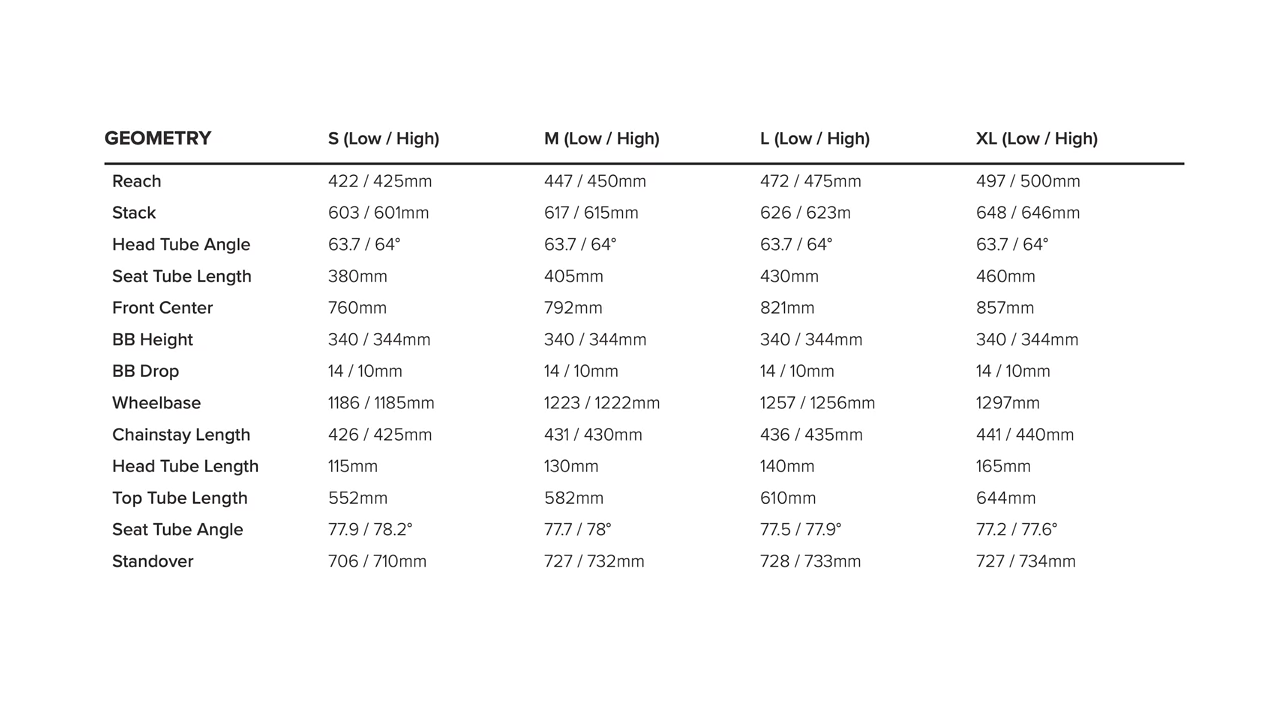 GEOMETRY S (Low / High) M (Low / High) L (Low / High) XL (Low / High)
Reach 422 / 425mm 447 / 450mm 472 / 475mm 497 / 500mm
Stack 603 / 601mm 617 / 615mm 626 / 623m 648 / 646mm
Head Tube Angle 63.7 / 64° 63.7 / 64° 63.7 / 64° 63.7 / 64°
Seat Tube Length 380mm 405mm 430mm 460mm
Front Center 760mm 792mm 821mm 857mm
BB Height 340 / 344mm 340 / 344mm 340 / 344mm 340 / 344mm
BB Drop 14 / 10mm 14 / 10mm 14 / 10mm 14 / 10mm
Wheelbase 1186 / 1185mm 1223 / 1222mm 1257 / 1256mm 1297mm
Chainstay Length 426 / 425mm 431 / 430mm 436 / 435mm 441 / 440mm
Head Tube Length 115mm 130mm 140mm 165mm
Top Tube Length 552mm 582mm 610mm 644mm
Seat Tube Angle 77.9 / 78.2° 77.7 / 78° 77.5 / 77.9° 77.2 / 77.6°
Standover 706 / 710mm 727 / 732mm 728 / 733mm 727 / 734mm